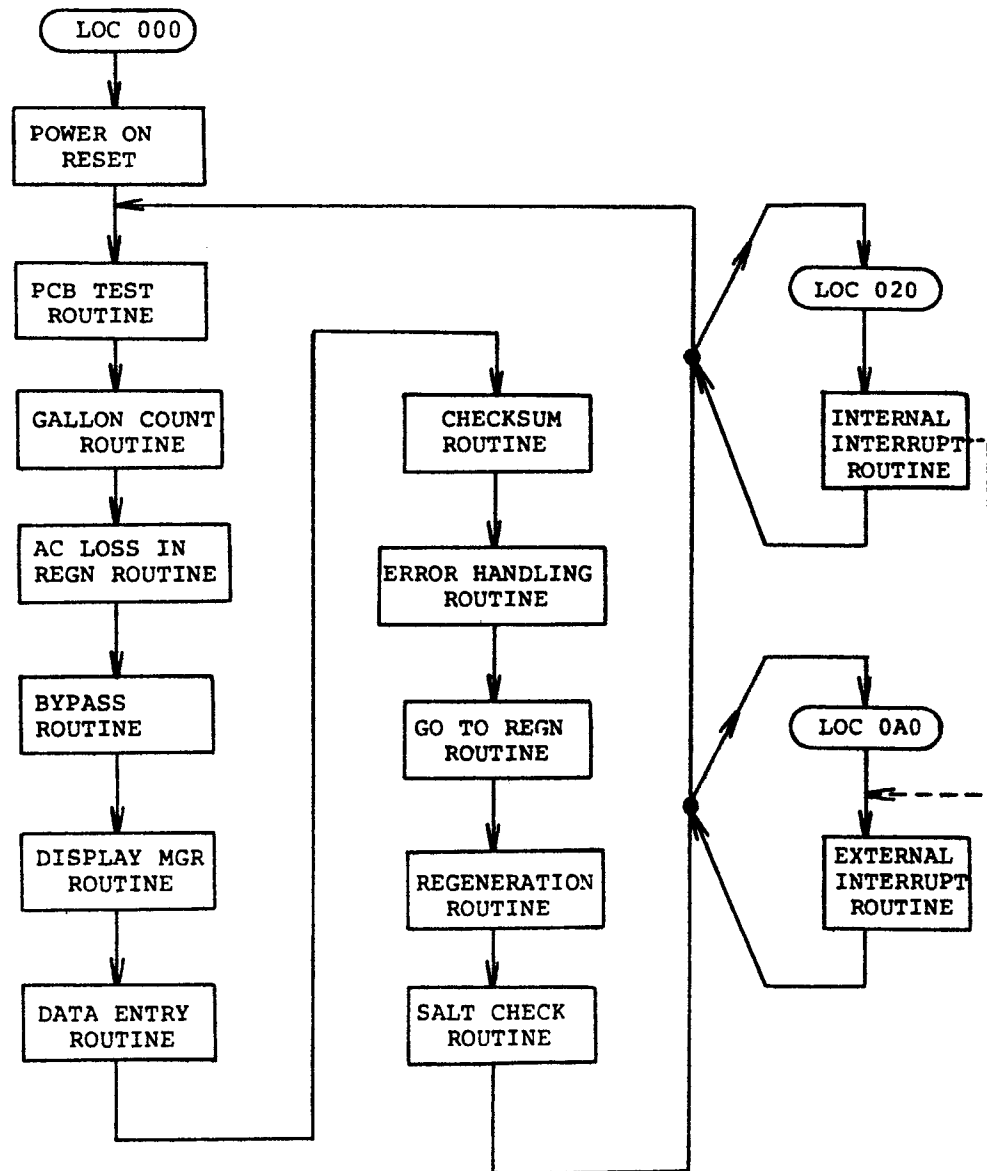 LOC 000
POWER ON
RESET
PCB TEST
ROUTINE
GALLON COUNT
ROUTINE
AC LOSS IN
REGN ROUTINE
BYPASS
ROUTINE
DISPLAY MGR
ROUTINE
DATA ENTRY
ROUTINE
CHECKSUM
ROUTINE
ERROR HANDLING
ROUTINE
GO TO REGN
ROUTINE
REGENERATION
ROUTINE
SALT CHECK
ROUTINE
LOC 020
INTERNAL
INTERRUPT
ROUTINE
LOC 0A0
EXTERNAL
INTERRUPT
ROUTINE